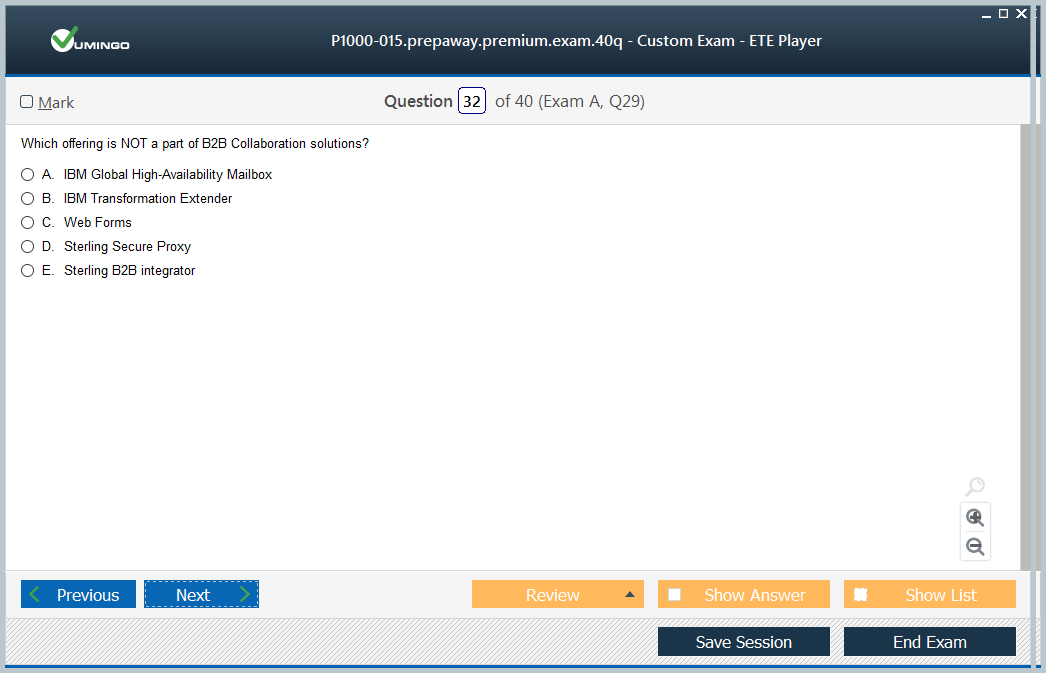 VUMINGO
P1000-015.prepaway.premium.exam.40q - Custom Exam - ETE Player
Mark
Question 32 of 40 (Exam A, Q29)
Which offering is NOT a part of B2B Collaboration solutions?
A. IBM Global High-Availability Mailbox
B. IBM Transformation Extender
C. Web Forms
D. Sterling Secure Proxy
E. Sterling B2B integrator
Previous Next Review Show Answer Show List
Save Session End Exam